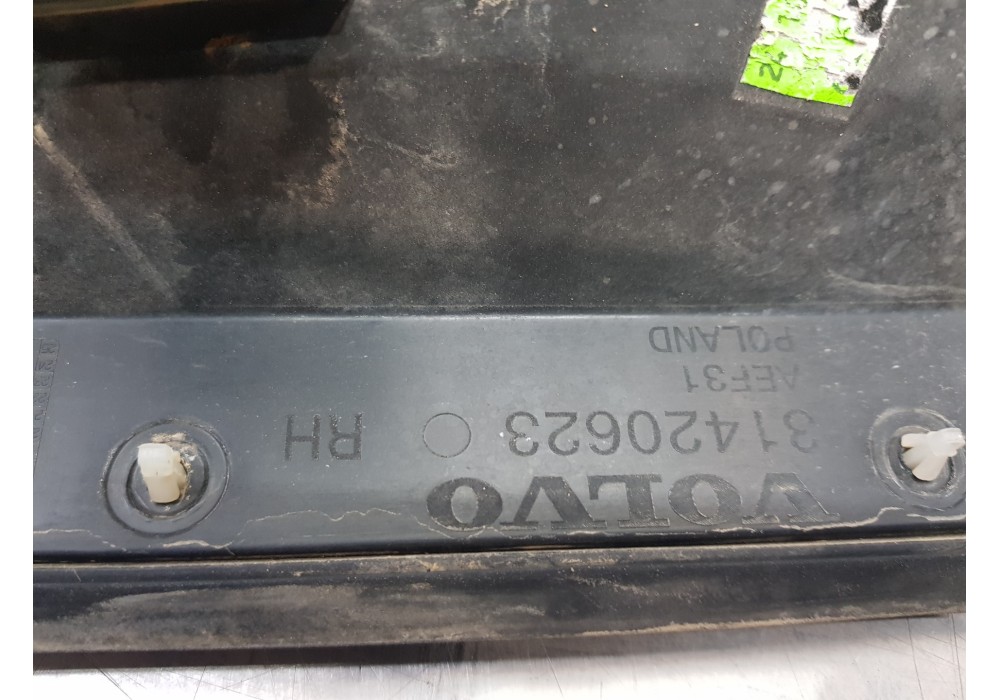 VOLVO
31420623 RH
AEF31
POLAND